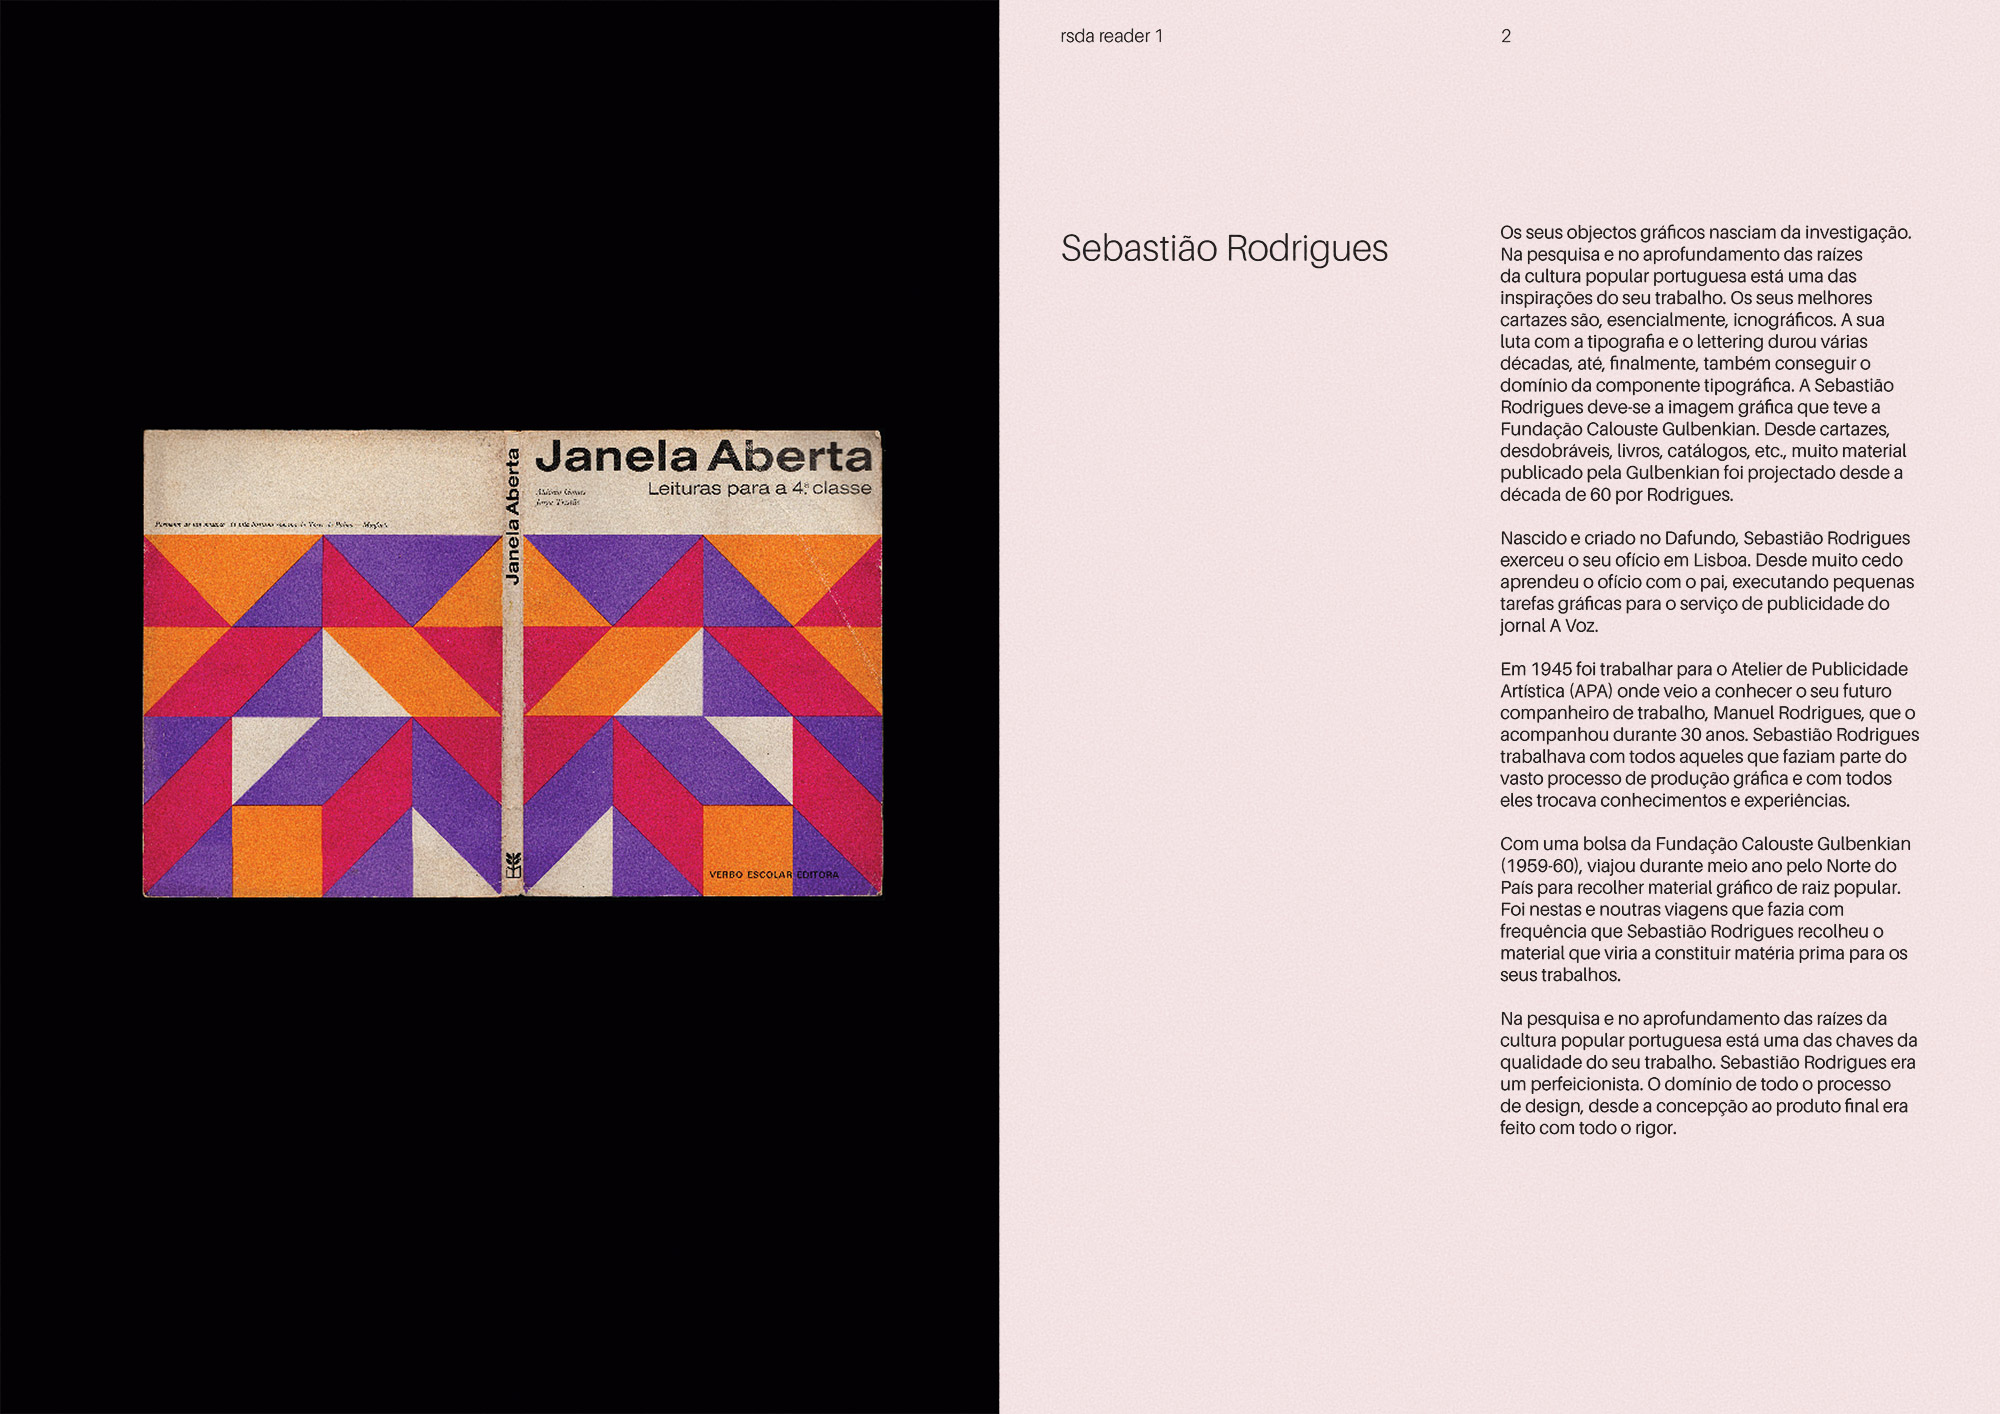 Janela Aberta
Leituras para a 4.ª classe
António Gomes
Jorge Tristão
Janela Aberta
VERBO ESCOLAR EDITORA
rsda reader 1
2
Sebastião Rodrigues
Os seus objectos gráficos nasciam da investigação.
Na pesquisa e no aprofundamento das raízes
da cultura popular portuguesa está uma das
inspirações do seu trabalho. Os seus melhores
cartazes são, esencialmente, icnográficos. A sua
luta com a tipografia e o lettering durou várias
décadas, até, finalmente, também conseguir o
domínio da componente tipográfica. A Sebastião
Rodrigues deve-se a imagem gráfica que teve a
Fundação Calouste Gulbenkian. Desde cartazes,
desdobráveis, livros, catálogos, etc., muito material
publicado pela Gulbenkian foi projectado desde a
década de 60 por Rodrigues.
Nascido e criado no Dafundo, Sebastião Rodrigues
exerceu o seu ofício em Lisboa. Desde muito cedo
aprendeu o ofício com o pai, executando pequenas
tarefas gráficas para o serviço de publicidade do
jornal A Voz.
Em 1945 foi trabalhar para o Atelier de Publicidade
Artística (APA) onde veio a conhecer o seu futuro
companheiro de trabalho, Manuel Rodrigues, que o
acompanhou durante 30 anos. Sebastião Rodrigues
trabalhava com todos aqueles que faziam parte do
vasto processo de produção gráfica e com todos
eles trocava conhecimentos e experiências.
Com uma bolsa da Fundação Calouste Gulbenkian
(1959-60), viajou durante meio ano pelo Norte do
País para recolher material gráfico de raiz popular.
Foi nestas e noutras viagens que fazia com
frequência que Sebastião Rodrigues recolheu o
material que viria a constituir matéria prima para os
seus trabalhos.
Na pesquisa e no aprofundamento das raízes da
cultura popular portuguesa está uma das chaves da
qualidade do seu trabalho. Sebastião Rodrigues era
um perfeicionista. O domínio de todo o processo
de design, desde a concepção ao produto final era
feito com todo o rigor.